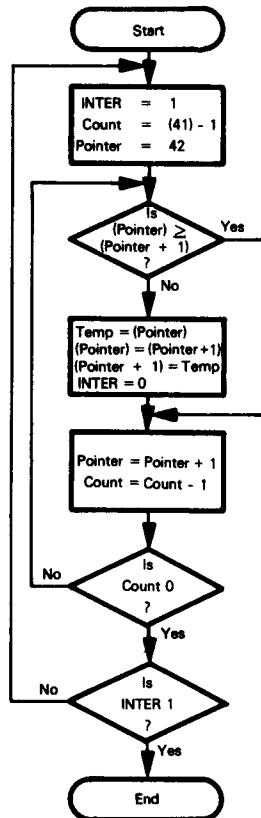 Start
INTER = 1
Count = (41) - 1
Pointer = 42
Is
(Pointer) ≥
(Pointer + 1)
?
Yes
No
Temp = (Pointer)
(Pointer) = (Pointer+1)
(Pointer + 1) = Temp
INTER = 0
Pointer = Pointer + 1
Count = Count - 1
Is
Count 0
?
No
Yes
Is
INTER 1
?
No
Yes
End